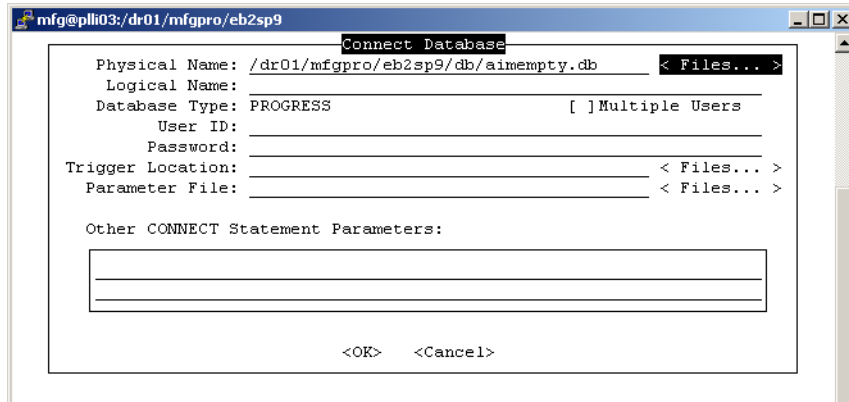 mfg@plli03:/dr01/mfgpro/eb2sp9
Connect Database
Physical Name: /dr01/mfgpro/eb2sp9/db/aimempty.db < Files... >
Logical Name:
Database Type: PROGRESS [ ]Multiple Users
User ID:
Password:
Trigger Location: < Files... >
Parameter File: < Files... >
Other CONNECT Statement Parameters:
<OK> <Cancel>